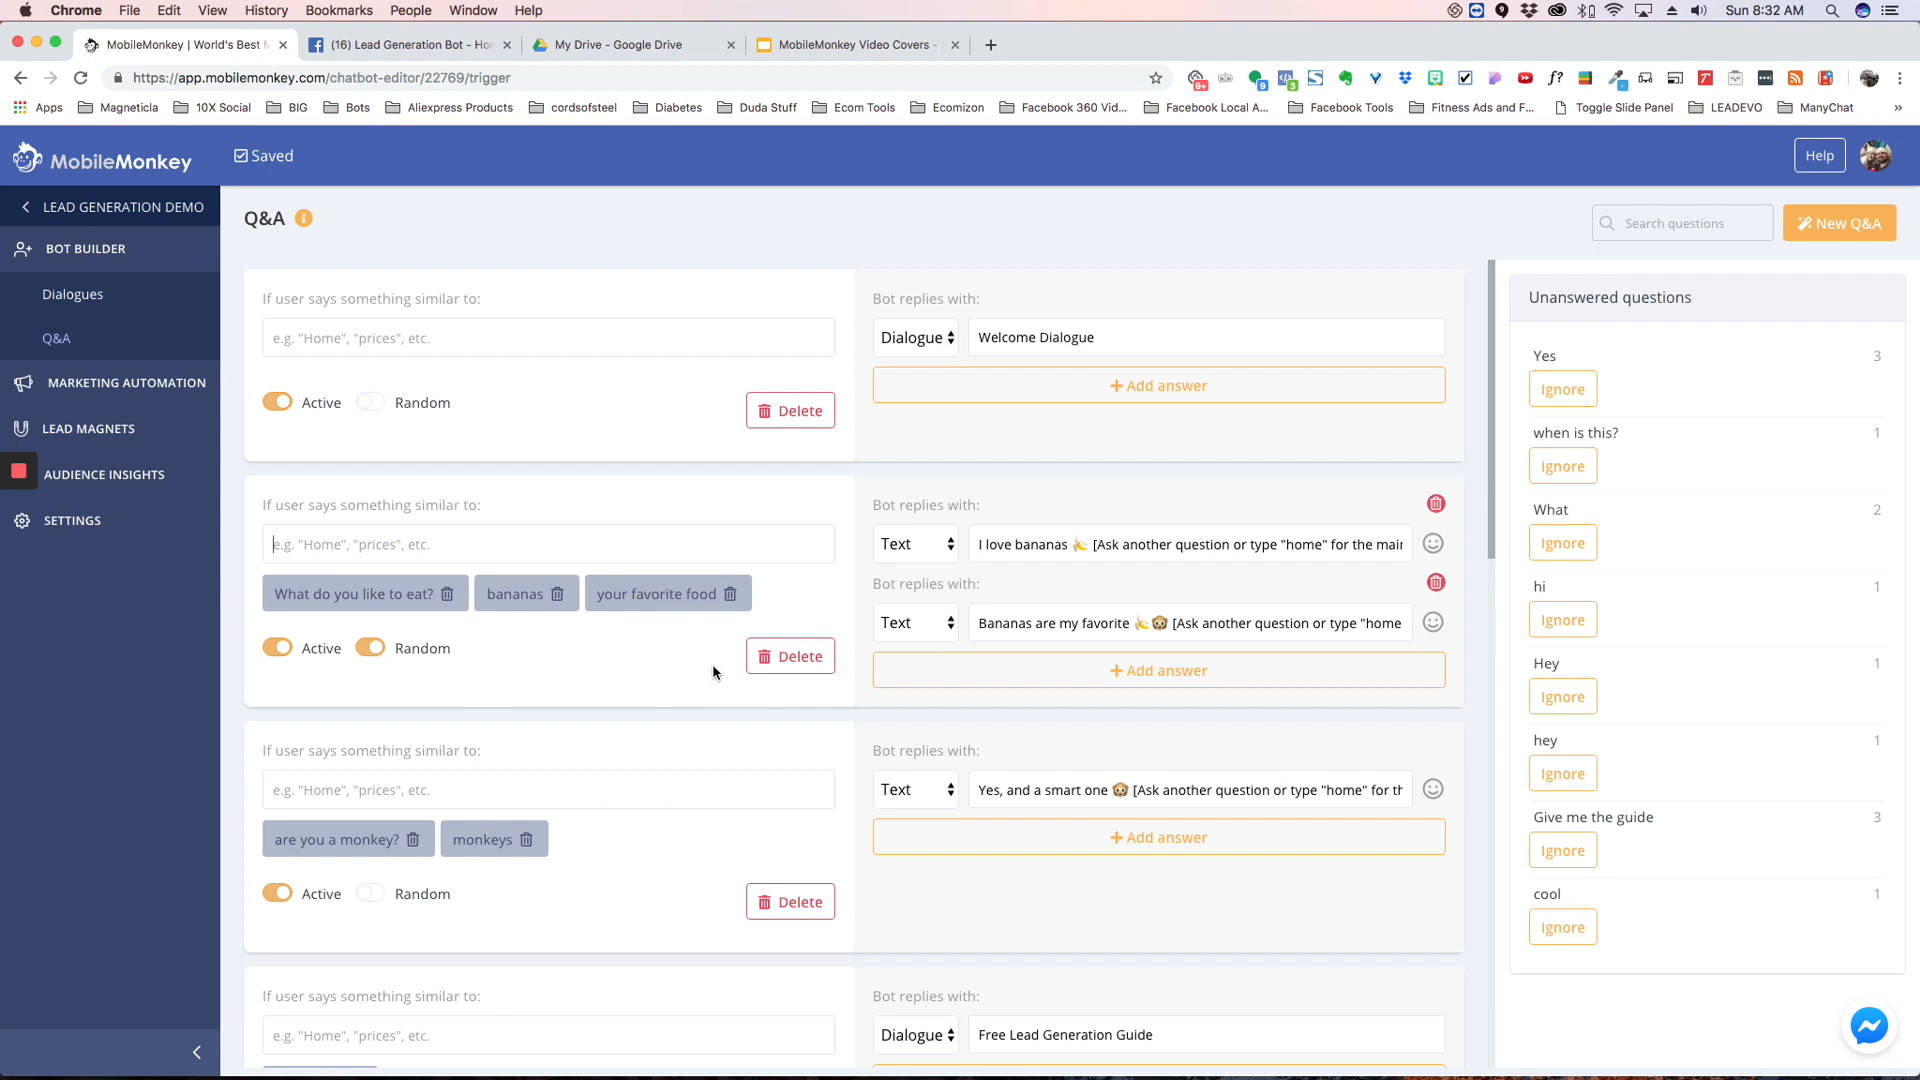 Chrome File Edit View History Bookmarks People Window Help Sun 8:32 AM
MobileMonkey | World's Best M (16) Lead Generation Bot - Ho My Drive - Google Drive MobileMonkey Video Covers -
https://app.mobilemonkey.com/chatbot-editor/22769/trigger
Apps Magneticla 10X Social BIG Bots Aliexpress Products cordsofsteel Diabetes Duda Stuff Ecom Tools Ecomizon Facebook 360 Vid... Facebook Local A... Facebook Tools Fitness Ads and F... Toggle Slide Panel LEADEVO ManyChat »
MobileMonkey Saved Help
LEAD GENERATION DEMO
BOT BUILDER
Dialogues
Q&A
MARKETING AUTOMATION
LEAD MAGNETS
AUDIENCE INSIGHTS
SETTINGS
Q&A
Search questions New Q&A
If user says something similar to:
e.g. "Home", "prices", etc.
Active Random Delete
Bot replies with:
Dialogue Welcome Dialogue
+ Add answer
If user says something similar to:
e.g. "Home", "prices", etc.
What do you like to eat? bananas your favorite food
Active Random Delete
Bot replies with:
Text I love bananas 🍌 [Ask another question or type "home" for the mair
Bot replies with:
Text Bananas are my favorite 🍌🐵 [Ask another question or type "home
+ Add answer
If user says something similar to:
e.g. "Home", "prices", etc.
are you a monkey? monkeys
Active Random Delete
Bot replies with:
Text Yes, and a smart one 🐵 [Ask another question or type "home" for th
+ Add answer
If user says something similar to:
e.g. "Home", "prices", etc.
Bot replies with:
Dialogue Free Lead Generation Guide
Unanswered questions
Yes 3
Ignore
when is this? 1
Ignore
What 2
Ignore
hi 1
Ignore
Hey 1
Ignore
hey 1
Ignore
Give me the guide 3
Ignore
cool 1
Ignore